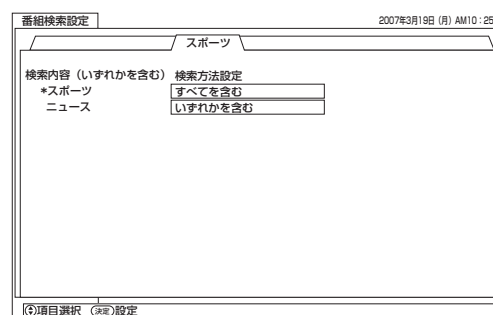 番組検索設定 2007年3月19日（月）AM10：25
スポーツ
検索内容（いずれかを含む） 検索方法設定
*スポーツ すべてを含む
ニュース いずれかを含む
項目選択 決定 設定